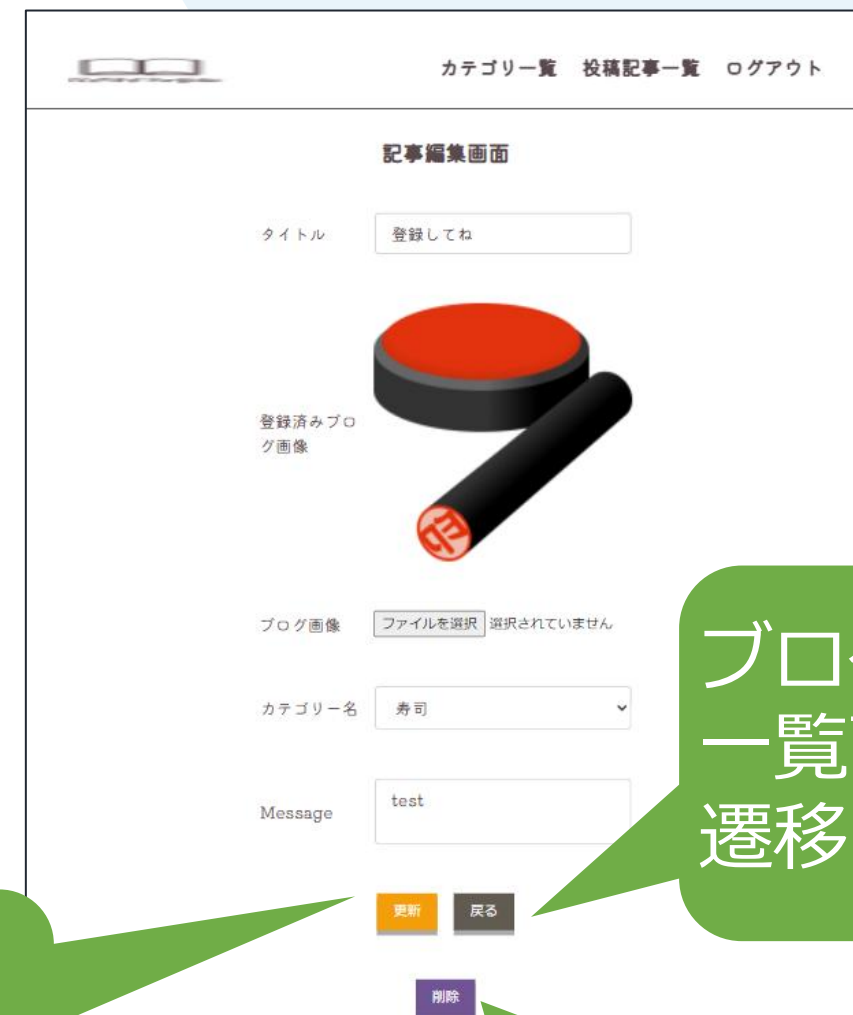 カテゴリー覧 投稿記事一覧 ログアウト
記事編集画面
タイトル 登録してね
登録済みブロ
グ画像
印
ブログ画像 ファイルを選択 選択されていません
カテゴリー名 寿司
Message test
ブロ
一覧
遷移
更新 戻る
削除